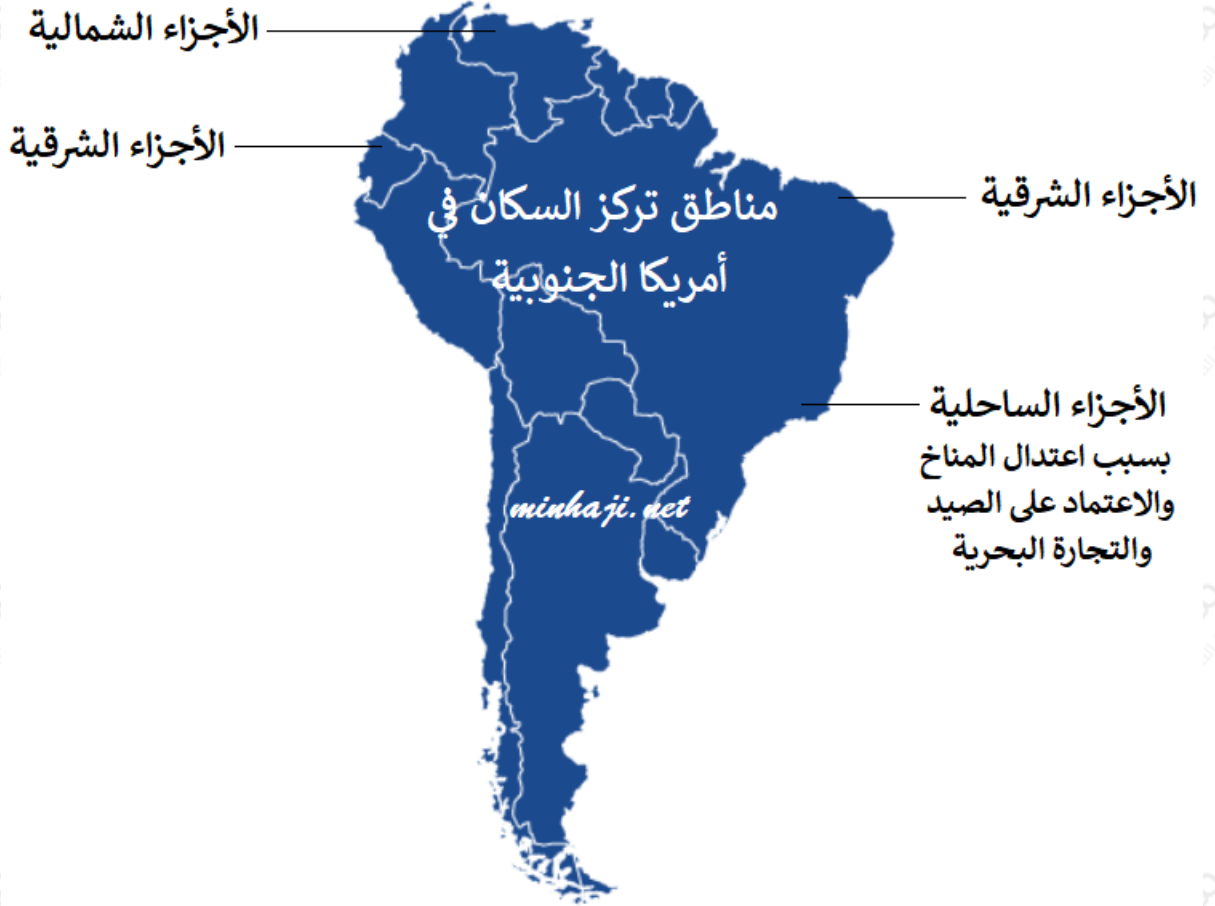 الأجزاء الشمالية
الأجزاء الشرقية
الأجزاء الشرقية
مناطق تركز السكان في
أمريكا الجنوبية
الأجزاء الساحلية
بسبب اعتدال المناخ
والاعتماد على الصيد
والتجارة البحرية
minhaji.net